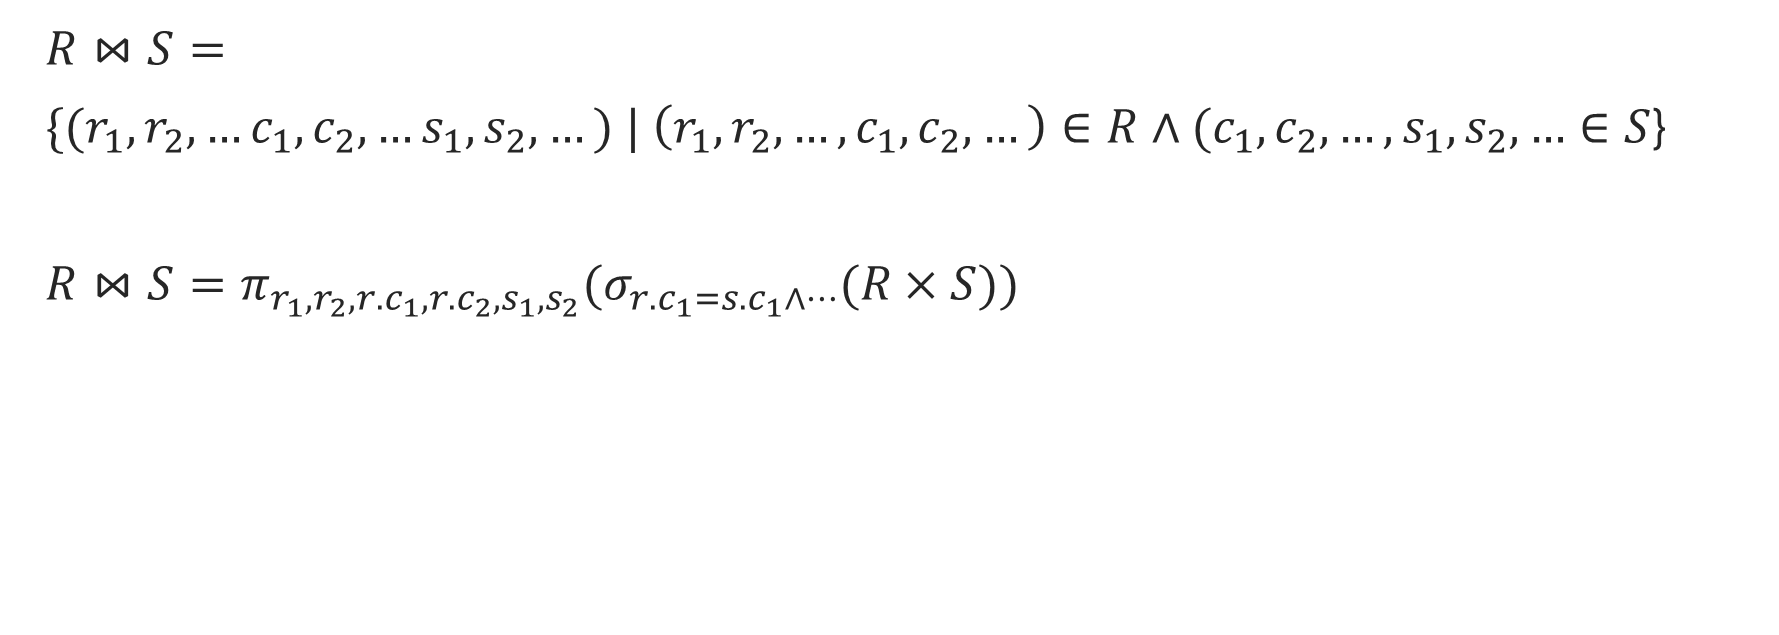 R ⋈ S =
{(r₁, r₂, … c₁, c₂, … s₁, s₂, … ) | (r₁, r₂, … , c₁, c₂, … ) ∈ R ∧ (c₁, c₂, … , s₁, s₂, … ∈ S}
R ⋈ S = π_{r₁,r₂,r.c₁,r.c₂,s₁,s₂}(σ_{r.c₁=s.c₁∧⋯}(R × S))